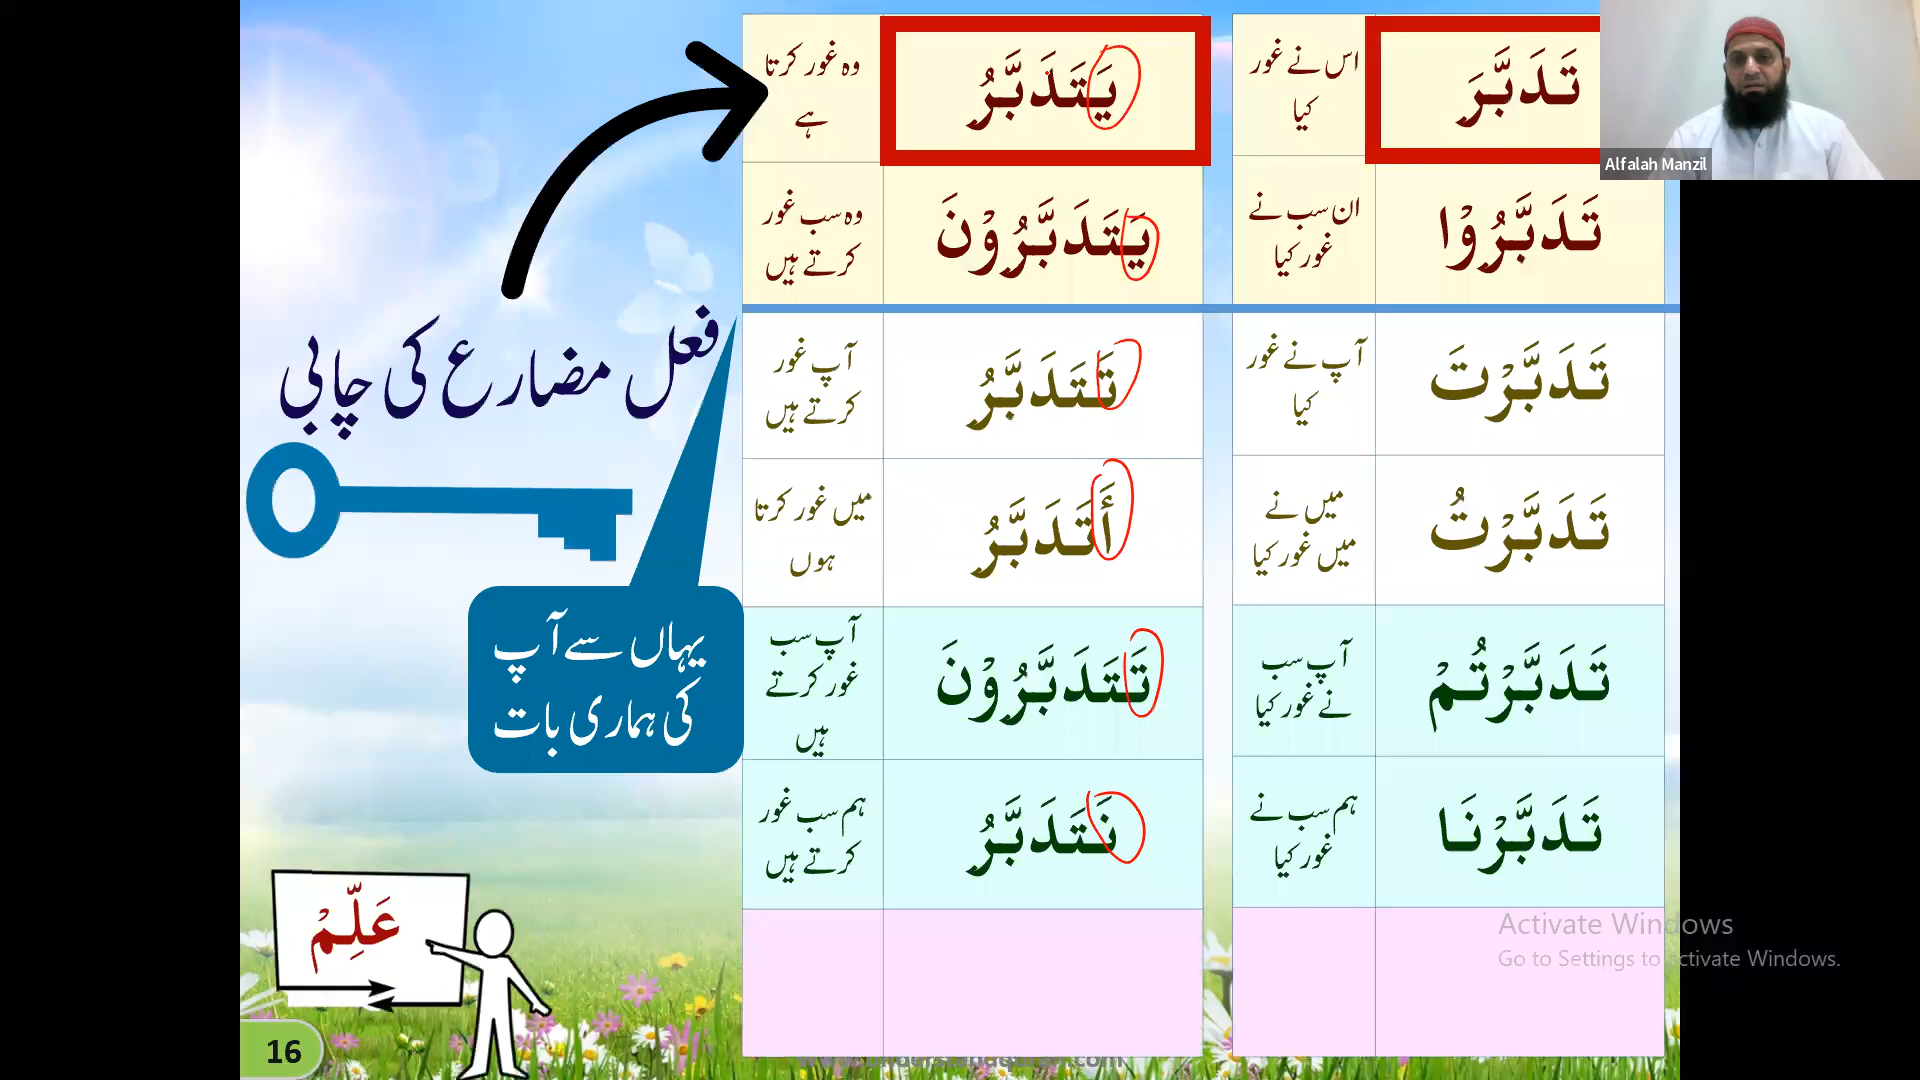 تَدَبَّرَ
اس نے غور
کیا
يَتَدَبَّرُ
وہ غور کرتا
ہے
Alfalah Manzil
تَدَبَّرُوْا
ان سب نے
غور کیا
يَتَدَبَّرُوْنَ
وہ سب غور
کرتے ہیں
فعل مضارع کی چابی
تَدَبَّرْتَ
آپ نے غور
کیا
تَتَدَبَّرُ
آپ غور
کرتے ہیں
تَدَبَّرْتُ
میں نے
میں غور کیا
أَتَدَبَّرُ
میں غور کرتا
ہوں
یہاں سے آپ
کی ہماری بات
تَدَبَّرْتُمْ
آپ سب
نے غور کیا
تَتَدَبَّرُوْنَ
آپ سب
غور کرتے
ہیں
تَدَبَّرْنَا
ہم سب نے
غور کیا
نَتَدَبَّرُ
ہم سب غور
کرتے ہیں
عَلِّمْ
Activate Windows
Go to Settings to activate Windows.
16